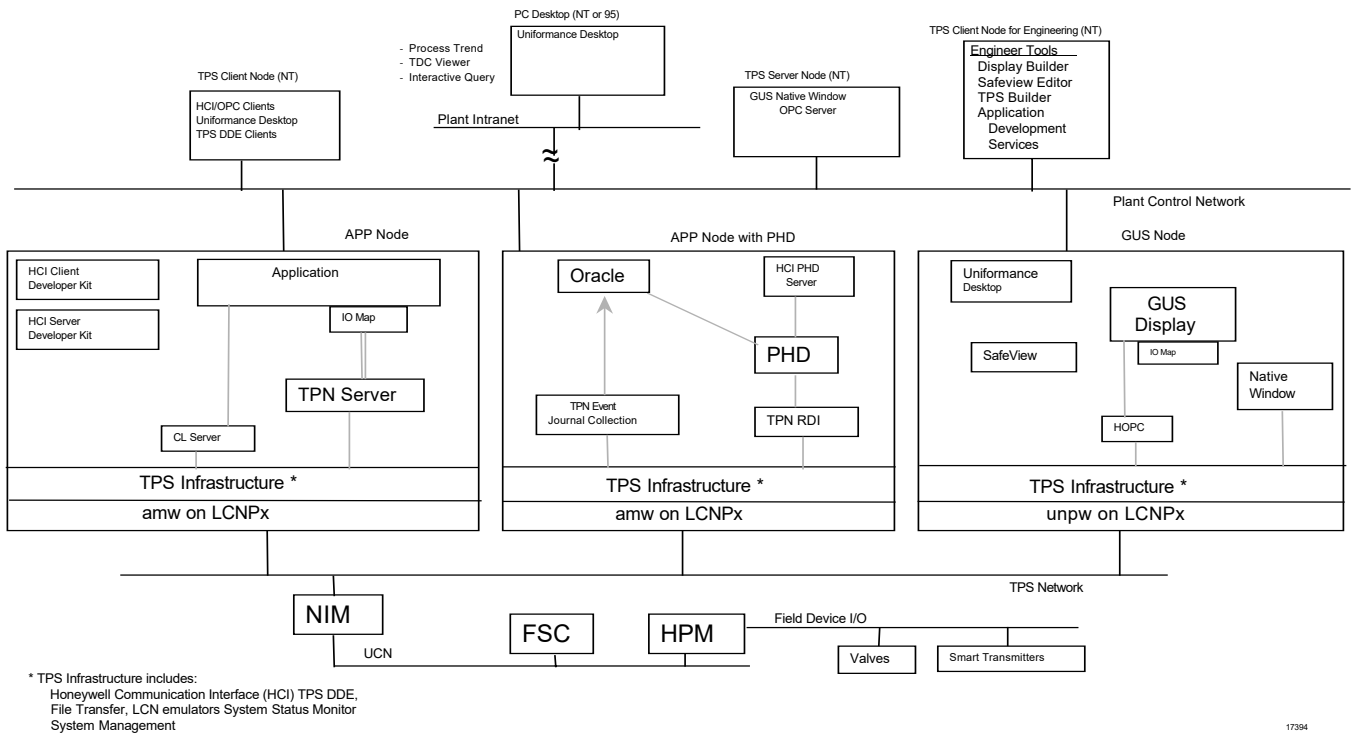 PC Desktop (NT or 95)
Uniformance Desktop
- Process Trend
- TDC Viewer
- Interactive Query
TPS Client Node (NT)
HCI/OPC Clients
Uniformance Desktop
TPS DDE Clients
Plant Intranet
TPS Server Node (NT)
GUS Native Window
OPC Server
TPS Client Node for Engineering (NT)
Engineer Tools
Display Builder
Safeview Editor
TPS Builder
Application
Development
Services
Plant Control Network
APP Node
HCI Client
Developer Kit
HCI Server
Developer Kit
Application
IO Map
TPN Server
CL Server
TPS Infrastructure *
amw on LCNPx
APP Node with PHD
Oracle
HCI PHD
Server
PHD
TPN Event
Journal Collection
TPN RDI
TPS Infrastructure *
amw on LCNPx
GUS Node
Uniformance
Desktop
GUS
Display
IO Map
SafeView
Native
Window
HOPC
TPS Infrastructure *
unpw on LCNPx
TPS Network
NIM
UCN
FSC
HPM
Field Device I/O
Valves
Smart Transmitters
* TPS Infrastructure includes:
Honeywell Communication Interface (HCI) TPS DDE,
File Transfer, LCN emulators System Status Monitor
System Management
17394